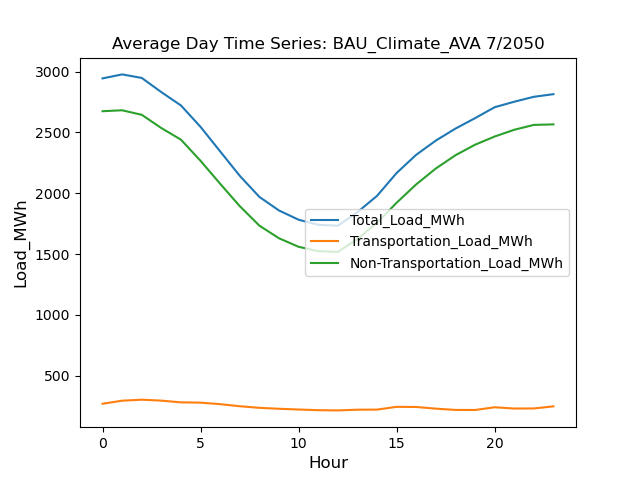 Average Day Time Series: BAU_Climate_AVA 7/2050
Load_MWh
3000
2500
2000
1500
1000
500
Total_Load_MWh
Transportation_Load_MWh
Non-Transportation_Load_MWh
0 5 10 15 20
Hour